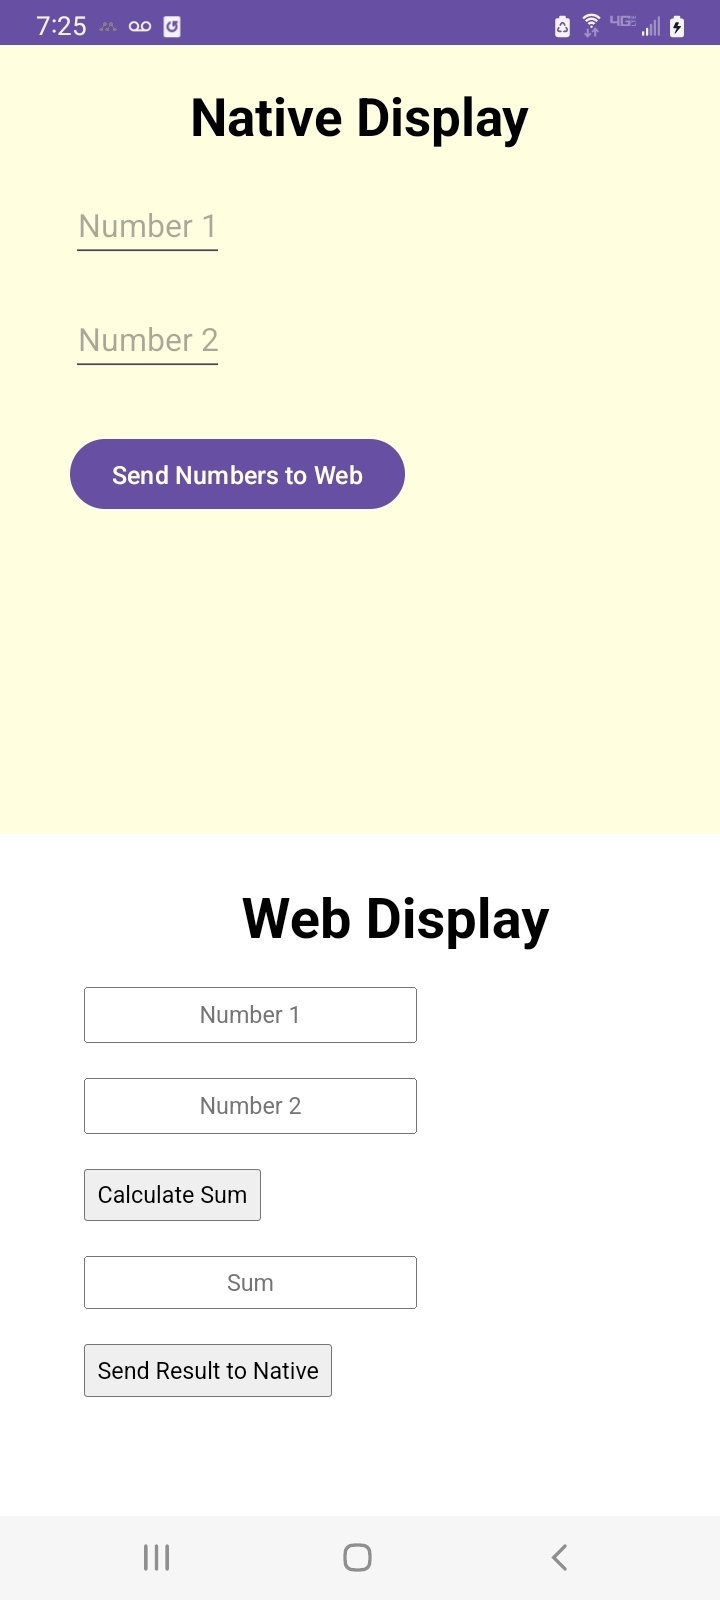 7:25 4G
Native Display
Number 1
Number 2
Send Numbers to Web
Web Display
Number 1
Number 2
Calculate Sum
Sum
Send Result to Native